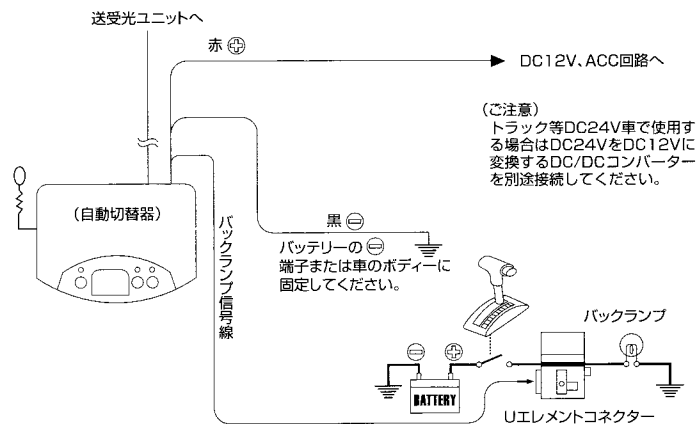 送受光ユニットへ
赤⊕
DC12V、ACC回路へ
(ご注意)
トラック等DC24V車で使用す
る場合はDC24VをDC12Vに
変換するDC/DCコンバーター
を別途接続してください。
(自動切替器)
バックランプ信号線
黒⊖
バッテリーの⊖
端子または車のボディーに
固定してください。
バックランプ
⊖ ⊕
BATTERY
Uエレメントコネクター